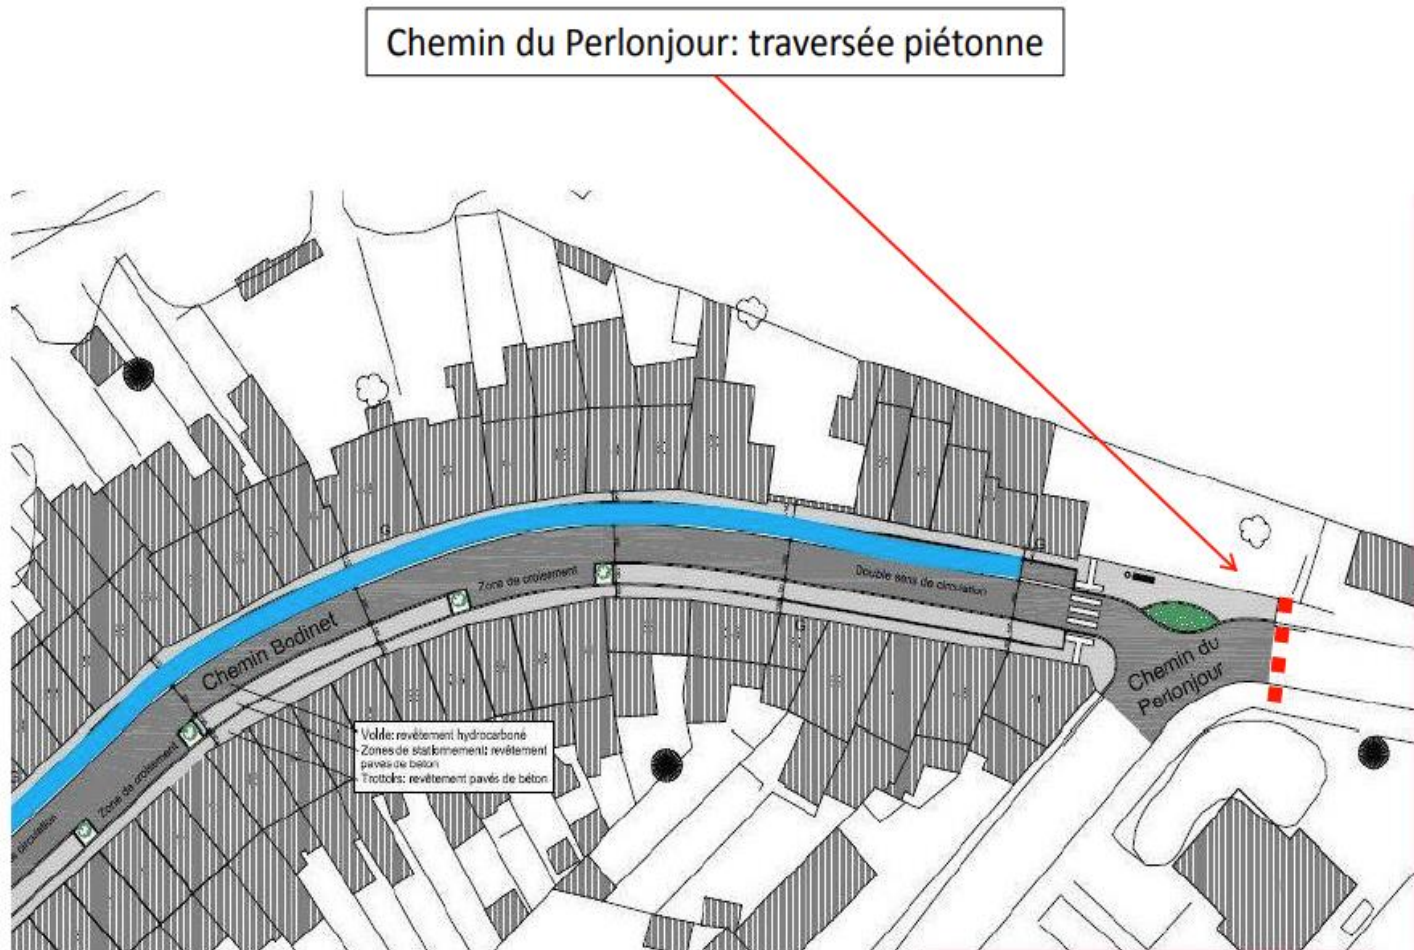 Chemin du Perlonjour: traversée piétonne
G
G
Zone de croisement
Double sens de circulation
Chemin Bodinet
G
Chemin du
Perlonjour
Voirie: revêtement hydrocarboné
Zones de stationnement: revêtement
pavés de béton
Trottoirs: revêtement pavés de béton
Zone de croisement
circulation